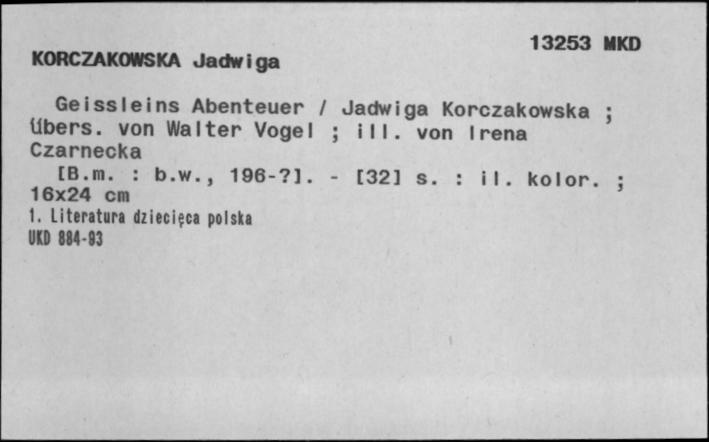 13253 MKD
KORCZAKOWSKA Jadwiga
Geissleins Abenteuer / Jadwiga Korczakowska ;
Übers. von Walter Vogel ; ill. von Irena
Czarnecka
[B.m. : b.w., 196-?]. - [32] s. : il. kolor. ;
16x24 cm
1. Literatura dziecięca polska
UKD 884-93